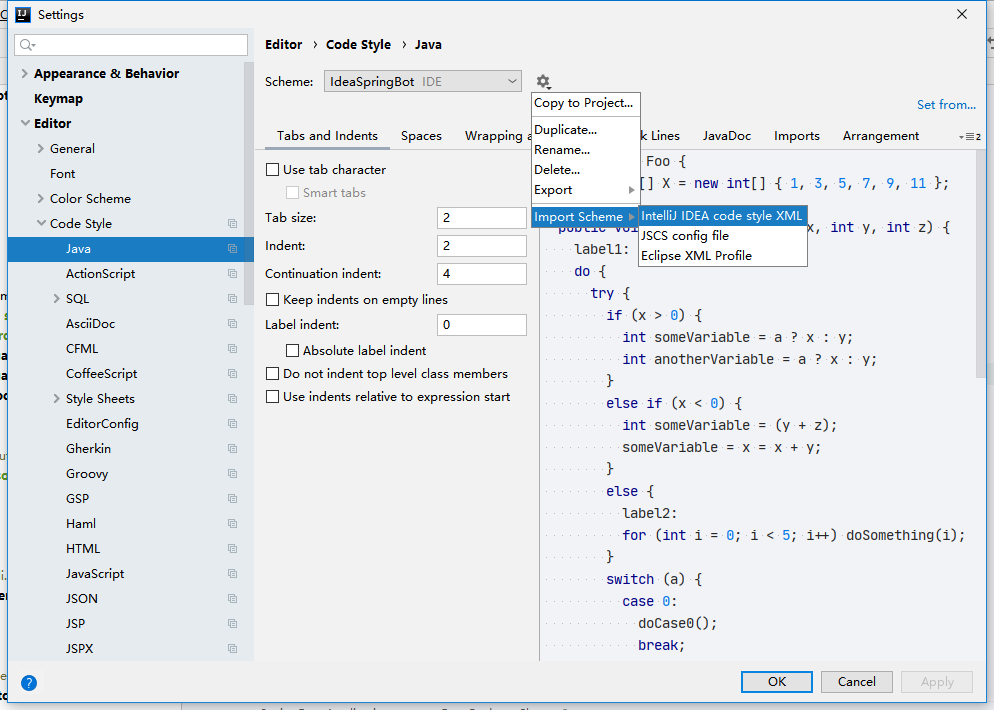 Settings
Editor › Code Style › Java
Scheme: IdeaSpringBot IDE
Set from...
Appearance & Behavior
Keymap
Editor
General
Font
Color Scheme
Code Style
Java
ActionScript
SQL
AsciiDoc
CFML
CoffeeScript
Style Sheets
EditorConfig
Gherkin
Groovy
GSP
Haml
HTML
JavaScript
JSON
JSP
JSPX
Tabs and Indents Spaces Wrapping k Lines JavaDoc Imports Arrangement 2
Use tab character
Smart tabs
Tab size: 2
Indent: 2
Continuation indent: 4
Keep indents on empty lines
Label indent: 0
Absolute label indent
Do not indent top level class members
Use indents relative to expression start
Copy to Project...
Duplicate...
Rename...
Delete...
Export
Import Scheme
IntelliJ IDEA code style XML
JSCS config file
Eclipse XML Profile
Foo {
[] X = new int[] { 1, 3, 5, 7, 9, 11 };
x, int y, int z) {
label1:
do {
try {
if (x > 0) {
int someVariable = a ? x : y;
int anotherVariable = a ? x : y;
}
else if (x < 0) {
int someVariable = (y + z);
someVariable = x = x + y;
}
else {
label2:
for (int i = 0; i < 5; i++) doSomething(i);
}
switch (a) {
case 0:
doCase0();
break;
? OK Cancel Apply